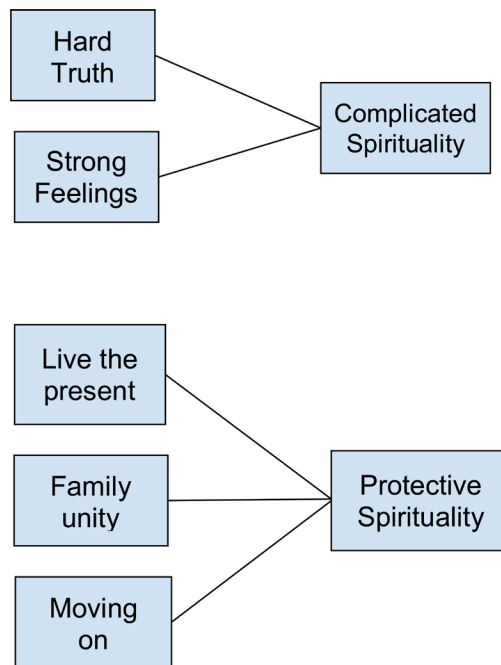 Hard
Truth
Complicated
Spirituality
Strong
Feelings
Live the
present
Family
unity
Protective
Spirituality
Moving
on